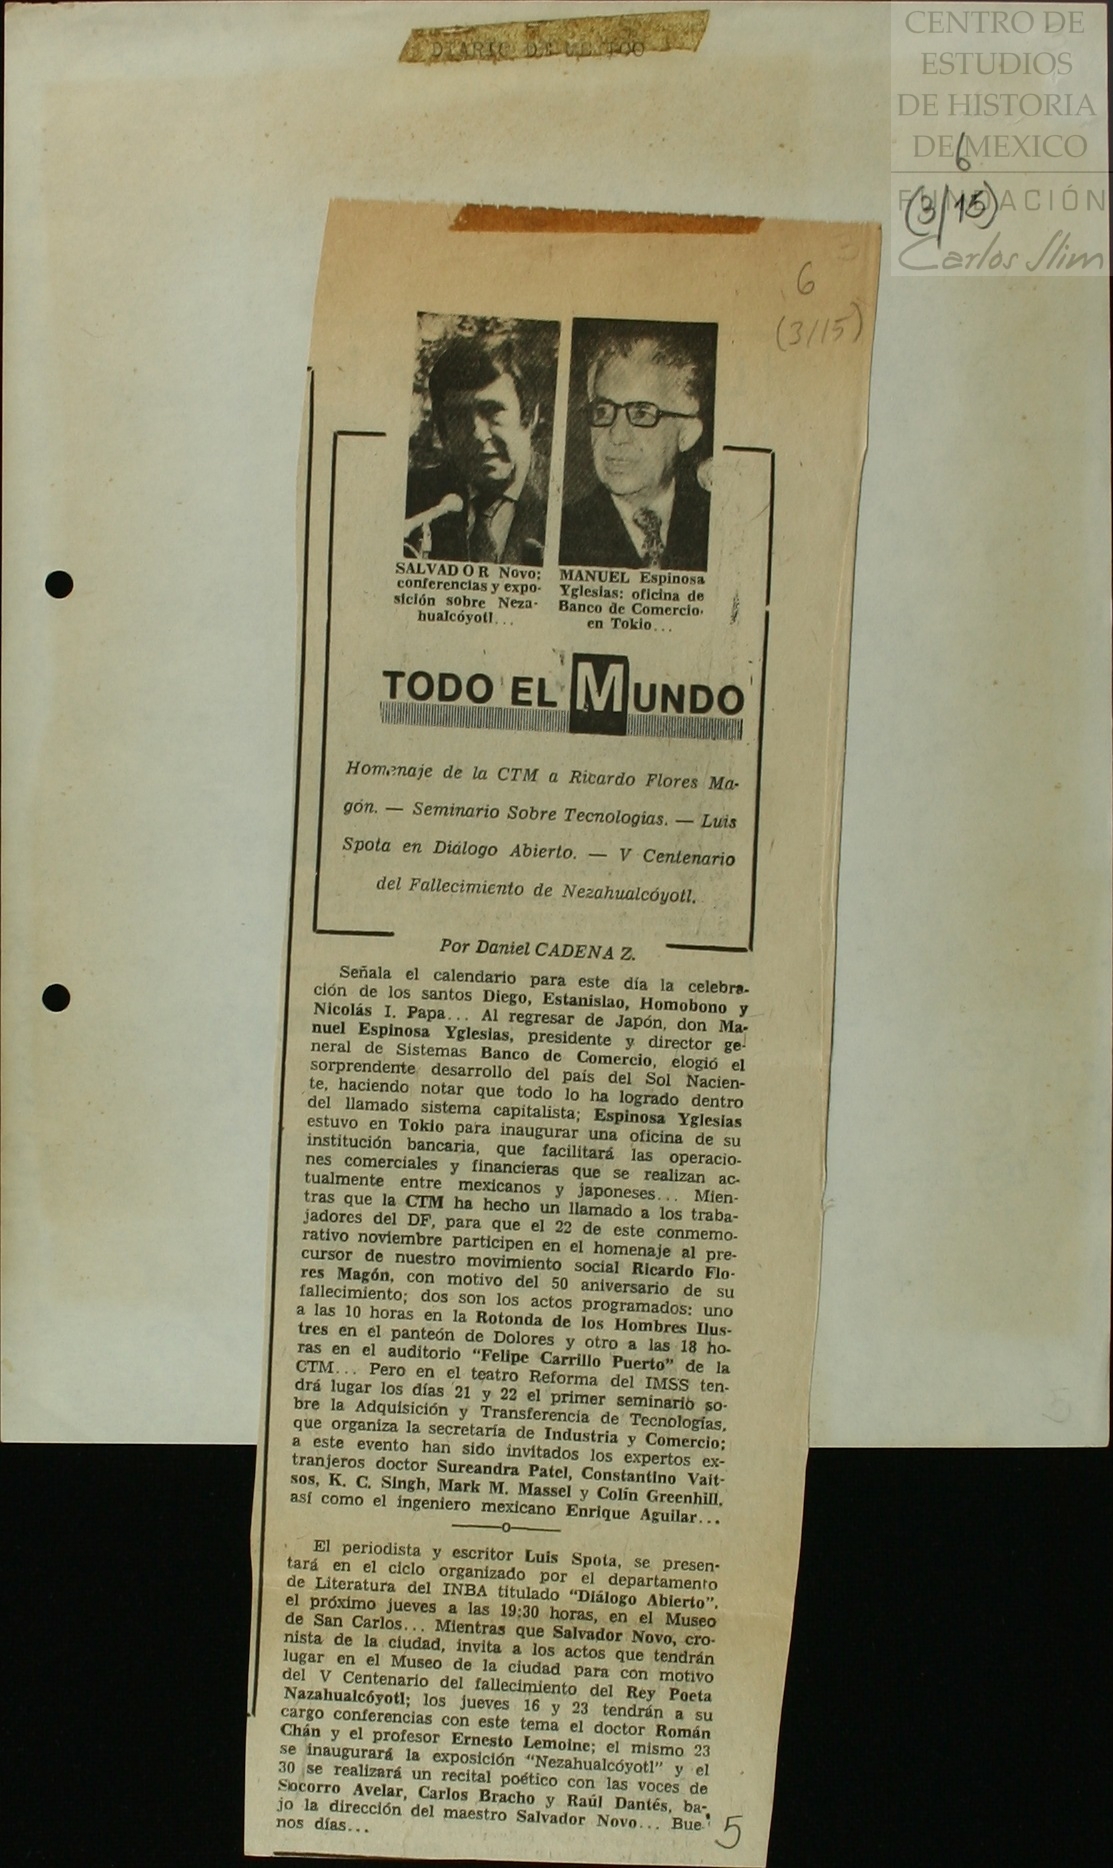 DIARIO DE MEXICO
CENTRO DE
ESTUDIOS
DE HISTORIA
DE MEXICO
FUNDACIÓN
Carlos Slim
6
(3/15)
6
(3/15)
SALVADOR Novo:
conferencias y expo-
sición sobre Neza-
hualcóyotl...
MANUEL Espinosa
Yglesias: oficina de
Banco de Comercio.
en Tokio...
TODO EL MUNDO
Homenaje de la CTM a Ricardo Flores Ma-
gón. — Seminario Sobre Tecnologías. — Luis
Spota en Diálogo Abierto. — V Centenario
del Fallecimiento de Nezahualcóyotl.
Por Daniel CADENA Z.
Señala el calendario para este día la celebra-
ción de los santos Diego, Estanislao, Homobono y
Nicolás I. Papa... Al regresar de Japón, don Ma-
nuel Espinosa Yglesias, presidente y director ge-
neral de Sistemas Banco de Comercio, elogió el
sorprendente desarrollo del país del Sol Nacien-
te, haciendo notar que todo lo ha logrado dentro
del llamado sistema capitalista; Espinosa Yglesias
estuvo en Tokio para inaugurar una oficina de su
institución bancaria, que facilitará las operacio-
nes comerciales y financieras que se realizan ac-
tualmente entre mexicanos y japoneses... Mien-
tras que la CTM ha hecho un llamado a los traba-
jadores del DF, para que el 22 de este conmemo-
rativo noviembre participen en el homenaje al pre-
cursor de nuestro movimiento social Ricardo Flo-
res Magón, con motivo del 50 aniversario de su
fallecimiento; dos son los actos programados: uno
a las 10 horas en la Rotonda de los Hombres Ilus-
tres en el panteón de Dolores y otro a las 18 ho-
ras en el auditorio "Felipe Carrillo Puerto" de la
CTM... Pero en el teatro Reforma del IMSS ten-
drá lugar los días 21 y 22 el primer seminario so-
bre la Adquisición y Transferencia de Tecnologías,
que organiza la secretaría de Industria y Comercio;
a este evento han sido invitados los expertos ex-
tranjeros doctor Sureandra Patel, Constantino Vait-
sos, K. C. Singh, Mark M. Massel y Colín Greenhill,
así como el ingeniero mexicano Enrique Aguilar...
——o——
El periodista y escritor Luis Spota, se presen-
tará en el ciclo organizado por el departamento
de Literatura del INBA titulado "Diálogo Abierto",
el próximo jueves a las 19:30 horas, en el Museo
de San Carlos... Mientras que Salvador Novo, cro-
nista de la ciudad, invita a los actos que tendrán
lugar en el Museo de la ciudad para con motivo
del V Centenario del fallecimiento del Rey Poeta
Nazahualcóyotl; los jueves 16 y 23 tendrán a su
cargo conferencias con este tema el doctor Román
Chán y el profesor Ernesto Lemoine; el mismo 23
se inaugurará la exposición "Nezahualcóyotl" y el
30 se realizará un recital poético con las voces de
Socorro Avelar, Carlos Bracho y Raúl Dantés, ba-
jo la dirección del maestro Salvador Novo... Bue-
nos días...
5